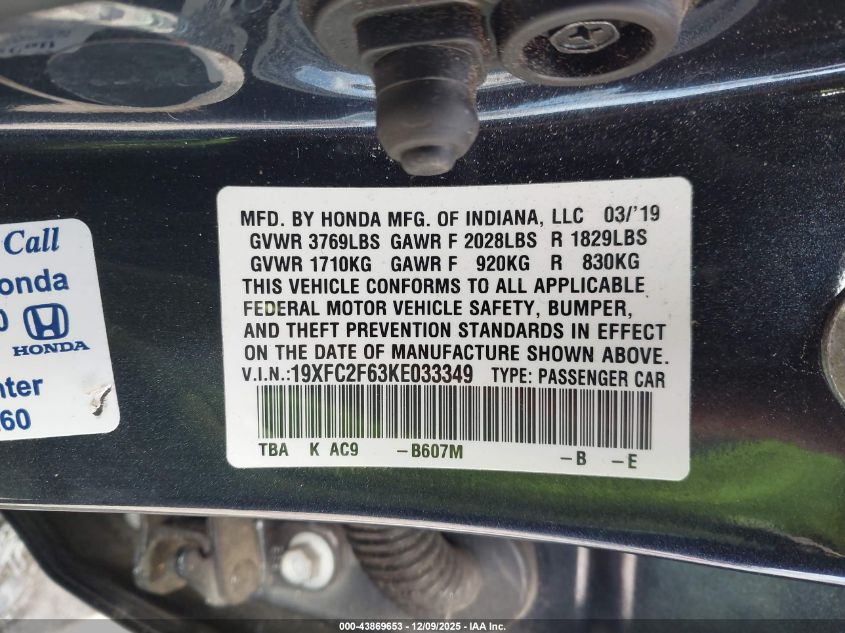 MFD. BY HONDA MFG. OF INDIANA, LLC 03/'19
GVWR 3769LBS GAWR F 2028LBS R 1829LBS
GVWR 1710KG GAWR F 920KG R 830KG
THIS VEHICLE CONFORMS TO ALL APPLICABLE
FEDERAL MOTOR VEHICLE SAFETY, BUMPER,
AND THEFT PREVENTION STANDARDS IN EFFECT
ON THE DATE OF MANUFACTURE SHOWN ABOVE.
V.I.N.:19XFC2F63KE033349 TYPE: PASSENGER CAR
TBA K AC9 -B607M -B -E
Call
onda
0
HONDA
nter
60
000-43869653 - 12/09/2025 - IAA Inc.